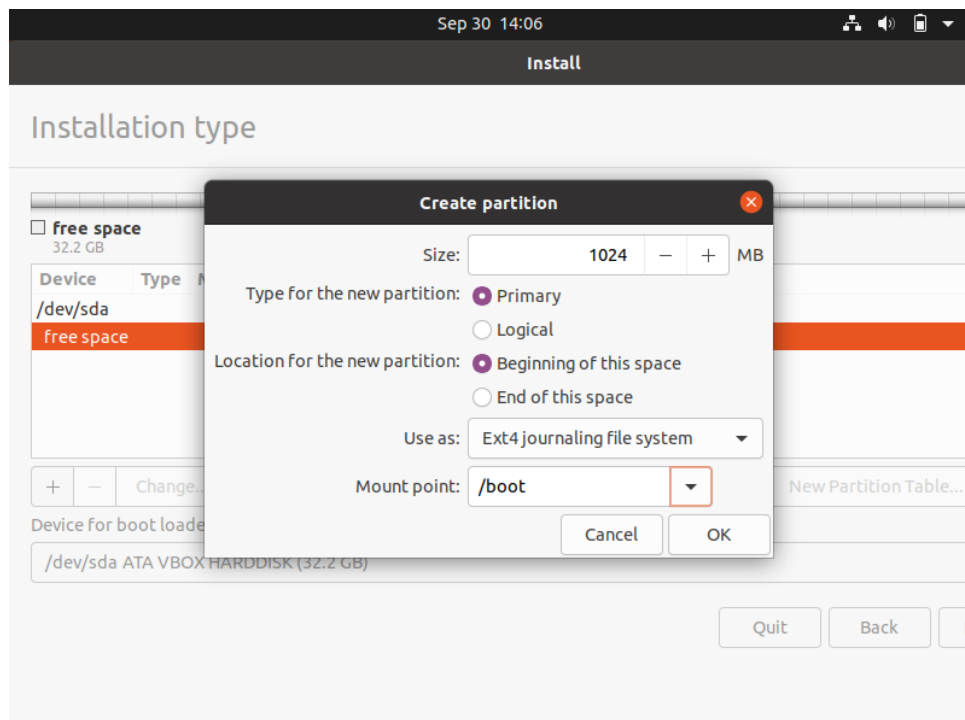 Sep 30 14:06
Install
Installation type
Create partition
free space
32.2 GB
Size: 1024 − + MB
Device Type
Type for the new partition: Primary
/dev/sda
Logical
free space
Location for the new partition: Beginning of this space
End of this space
Use as: Ext4 journaling file system
Mount point: /boot
+ − Change... New Partition Table...
Device for boot loade
Cancel OK
/dev/sda ATA VBOX HARDDISK (32.2 GB)
Quit Back